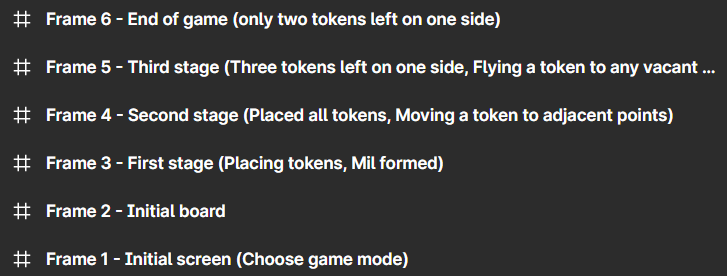 Frame 6 - End of game (only two tokens left on one side)
Frame 5 - Third stage (Three tokens left on one side, Flying a token to any vacant ...
Frame 4 - Second stage (Placed all tokens, Moving a token to adjacent points)
Frame 3 - First stage (Placing tokens, Mil formed)
Frame 2 - Initial board
Frame 1 - Initial screen (Choose game mode)